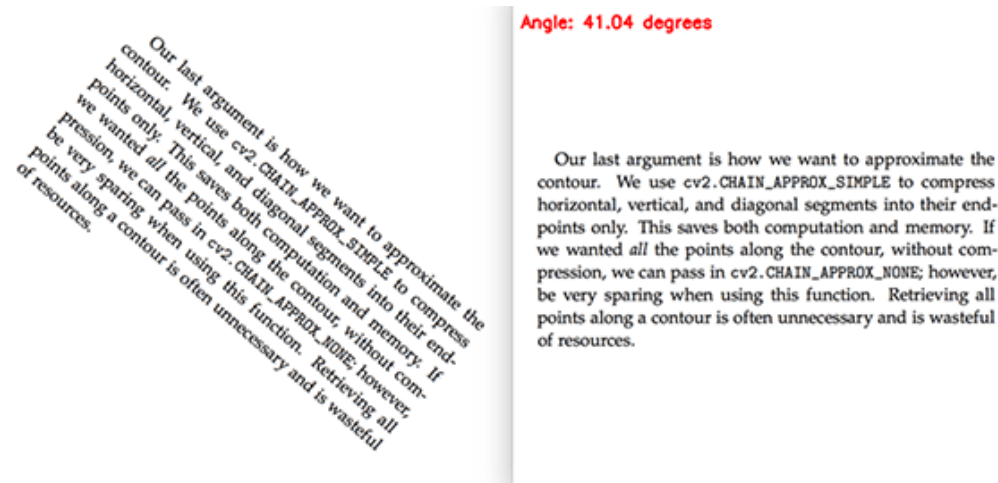 Our last argument is how we want to approximate the
contour. We use cv2.CHAIN_APPROX_SIMPLE to compress
horizontal, vertical, and diagonal segments into their end-
points only. This saves both computation and memory. If
we wanted all the points along the contour, without com-
pression, we can pass in cv2.CHAIN_APPROX_NONE; however,
be very sparing when using this function. Retrieving all
points along a contour is often unnecessary and is wasteful
of resources.
Angle: 41.04 degrees
Our last argument is how we want to approximate the
contour. We use cv2.CHAIN_APPROX_SIMPLE to compress
horizontal, vertical, and diagonal segments into their end-
points only. This saves both computation and memory. If
we wanted all the points along the contour, without com-
pression, we can pass in cv2.CHAIN_APPROX_NONE; however,
be very sparing when using this function. Retrieving all
points along a contour is often unnecessary and is wasteful
of resources.